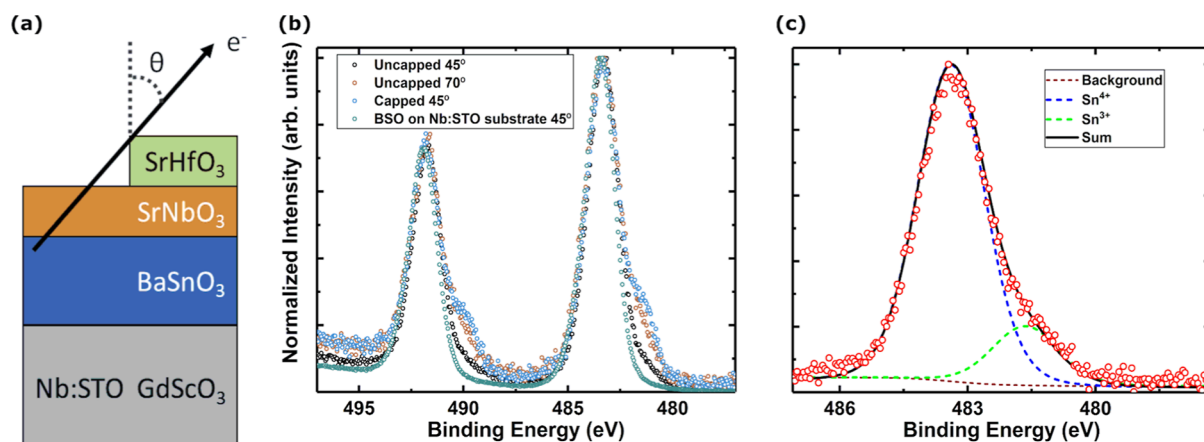 (a)
θ
e-
SrHfO3
SrNbO3
BaSnO3
Nb:STO GdScO3
(b)
Normalized Intensity (arb. units)
Uncapped 45°
Uncapped 70°
Capped 45°
BSO on Nb:STO substrate 45°
495 490 485 480
Binding Energy (eV)
(c)
Background
Sn4+
Sn3+
Sum
486 483 480
Binding Energy (eV)